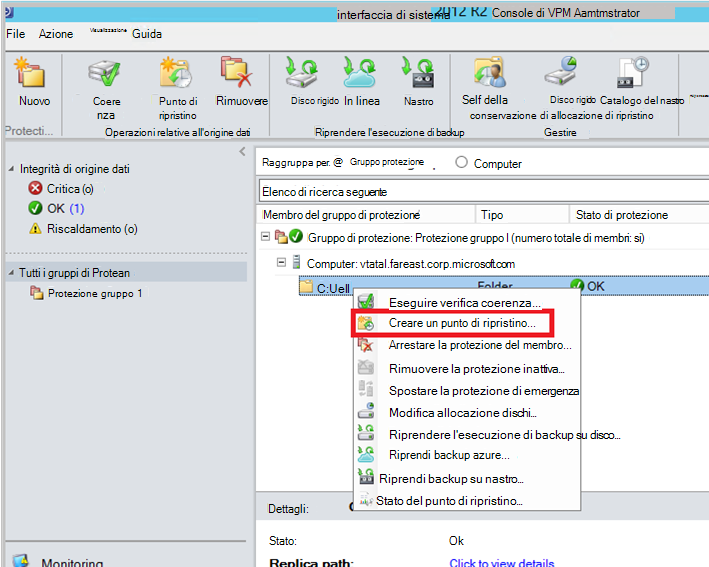 interfaccia di sistema 2012 R2 Console di VPM Aamtmstrator
File Azione Visualizzazione Guida
Nuovo
Coere
nza
Punto di
ripristino
Rimuovere
Disco rigido In linea Nastro
Self della
conservazione
Disco rigido
di allocazione
Catalogo del nastro
di ripristino
Protecti...
Operazioni relative all'origine dati
Riprendere l'esecuzione di backup
Gestire
Integrità di origine dati
Critica (o)
OK (1)
Riscaldamento (o)
Tutti i gruppi di Protean
Protezione gruppo 1
Monitoring
Raggruppa per. @ Gruppo protezione Computer
Elenco di ricerca seguente
Membro del gruppo di protezione Tipo Stato di protezione
Gruppo di protezione: Protezione gruppo I (numero totale di membri: si)
Computer: vtatal.fareast.corp.microsoft.com
C:Uell Folder OK
Eseguire verifica coerenza...
Creare un punto di ripristino...
Arrestare la protezione del membro...
Rimuovere la protezione inattiva...
Spostare la protezione di emergenza
Modifica allocazione dischi...
Riprendere l'esecuzione di backup su disco...
Riprendi backup azure...
Riprendi backup su nastro...
Stato del punto di ripristino...
Dettagli:
Stato: Ok
Replica path: Click to view details